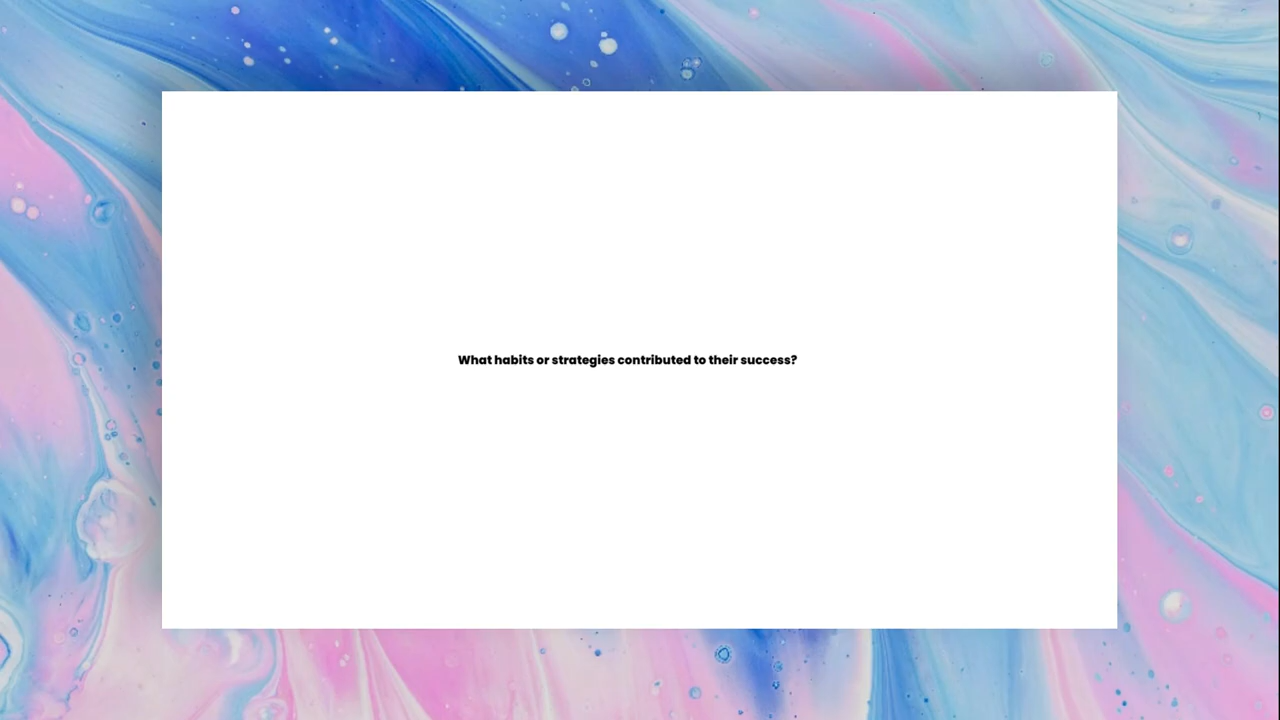 What habits or strategies contributed to their success?